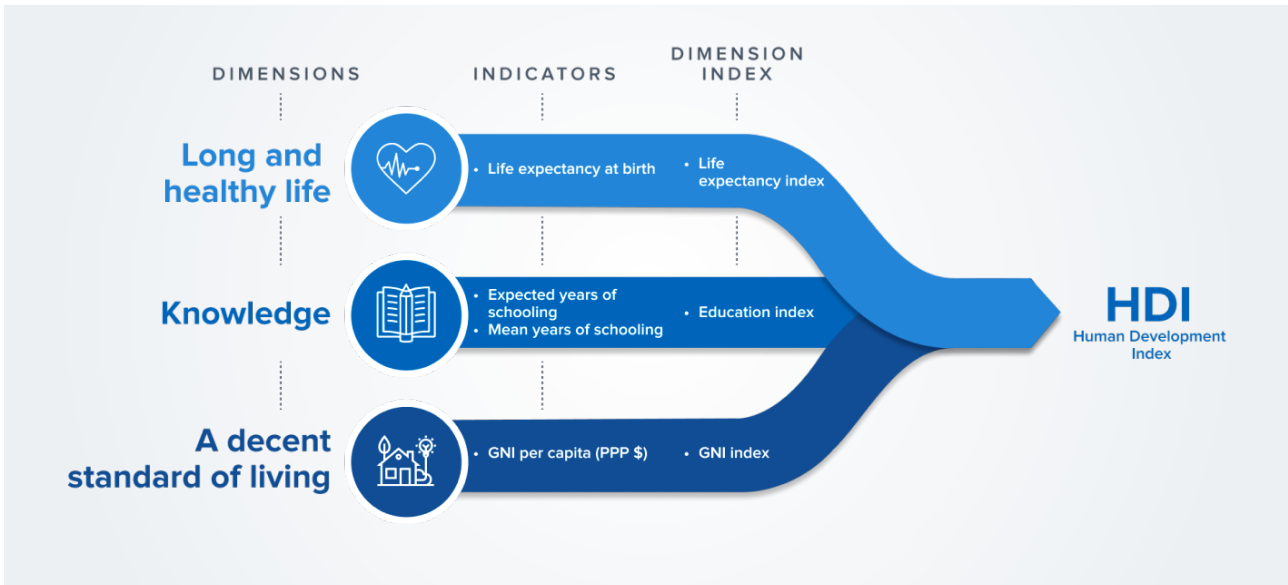 DIMENSIONS
INDICATORS
DIMENSION
INDEX
Long and
healthy life
• Life expectancy at birth
• Life
expectancy index
Knowledge
• Expected years of
schooling
• Mean years of schooling
• Education index
A decent
standard of living
• GNI per capita (PPP $)
• GNI index
HDI
Human Development
Index